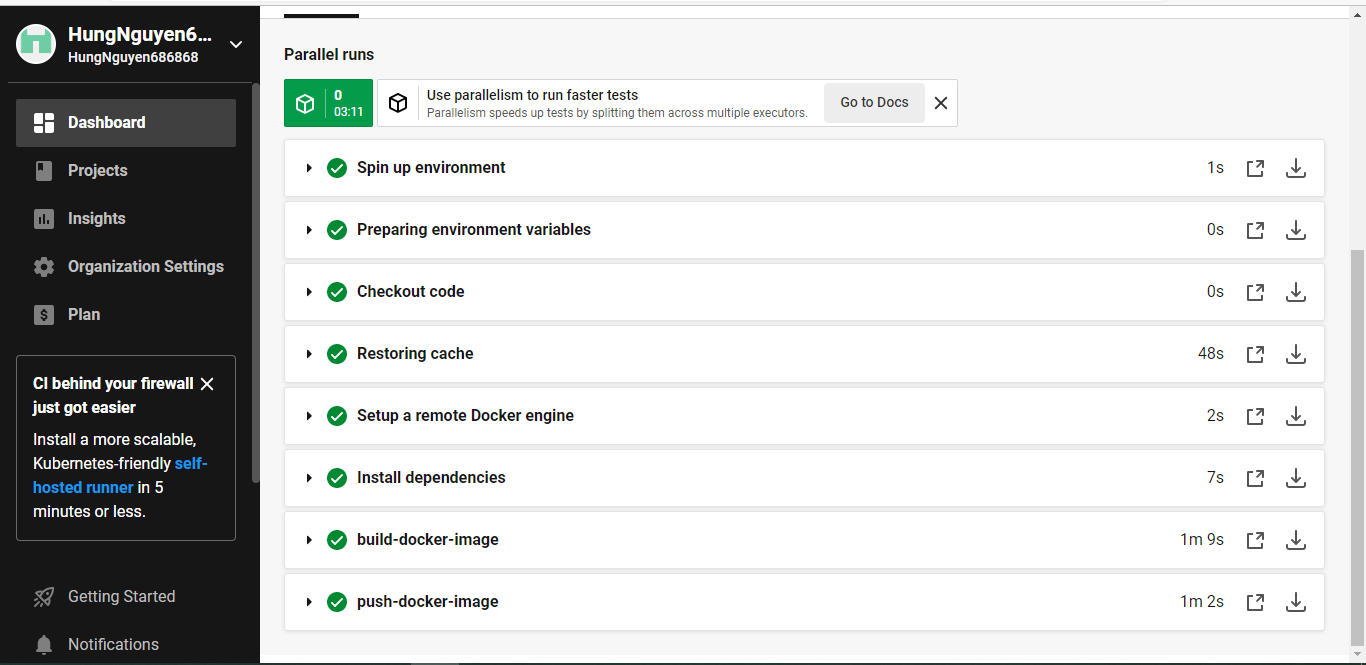 HungNguyen6...
HungNguyen686868
Dashboard
Projects
Insights
Organization Settings
Plan
CI behind your firewall
just got easier
Install a more scalable,
Kubernetes-friendly self-
hosted runner in 5
minutes or less.
Getting Started
Notifications
Parallel runs
0
03:11
Use parallelism to run faster tests
Parallelism speeds up tests by splitting them across multiple executors.
Go to Docs
Spin up environment 1s
Preparing environment variables 0s
Checkout code 0s
Restoring cache 48s
Setup a remote Docker engine 2s
Install dependencies 7s
build-docker-image 1m 9s
push-docker-image 1m 2s